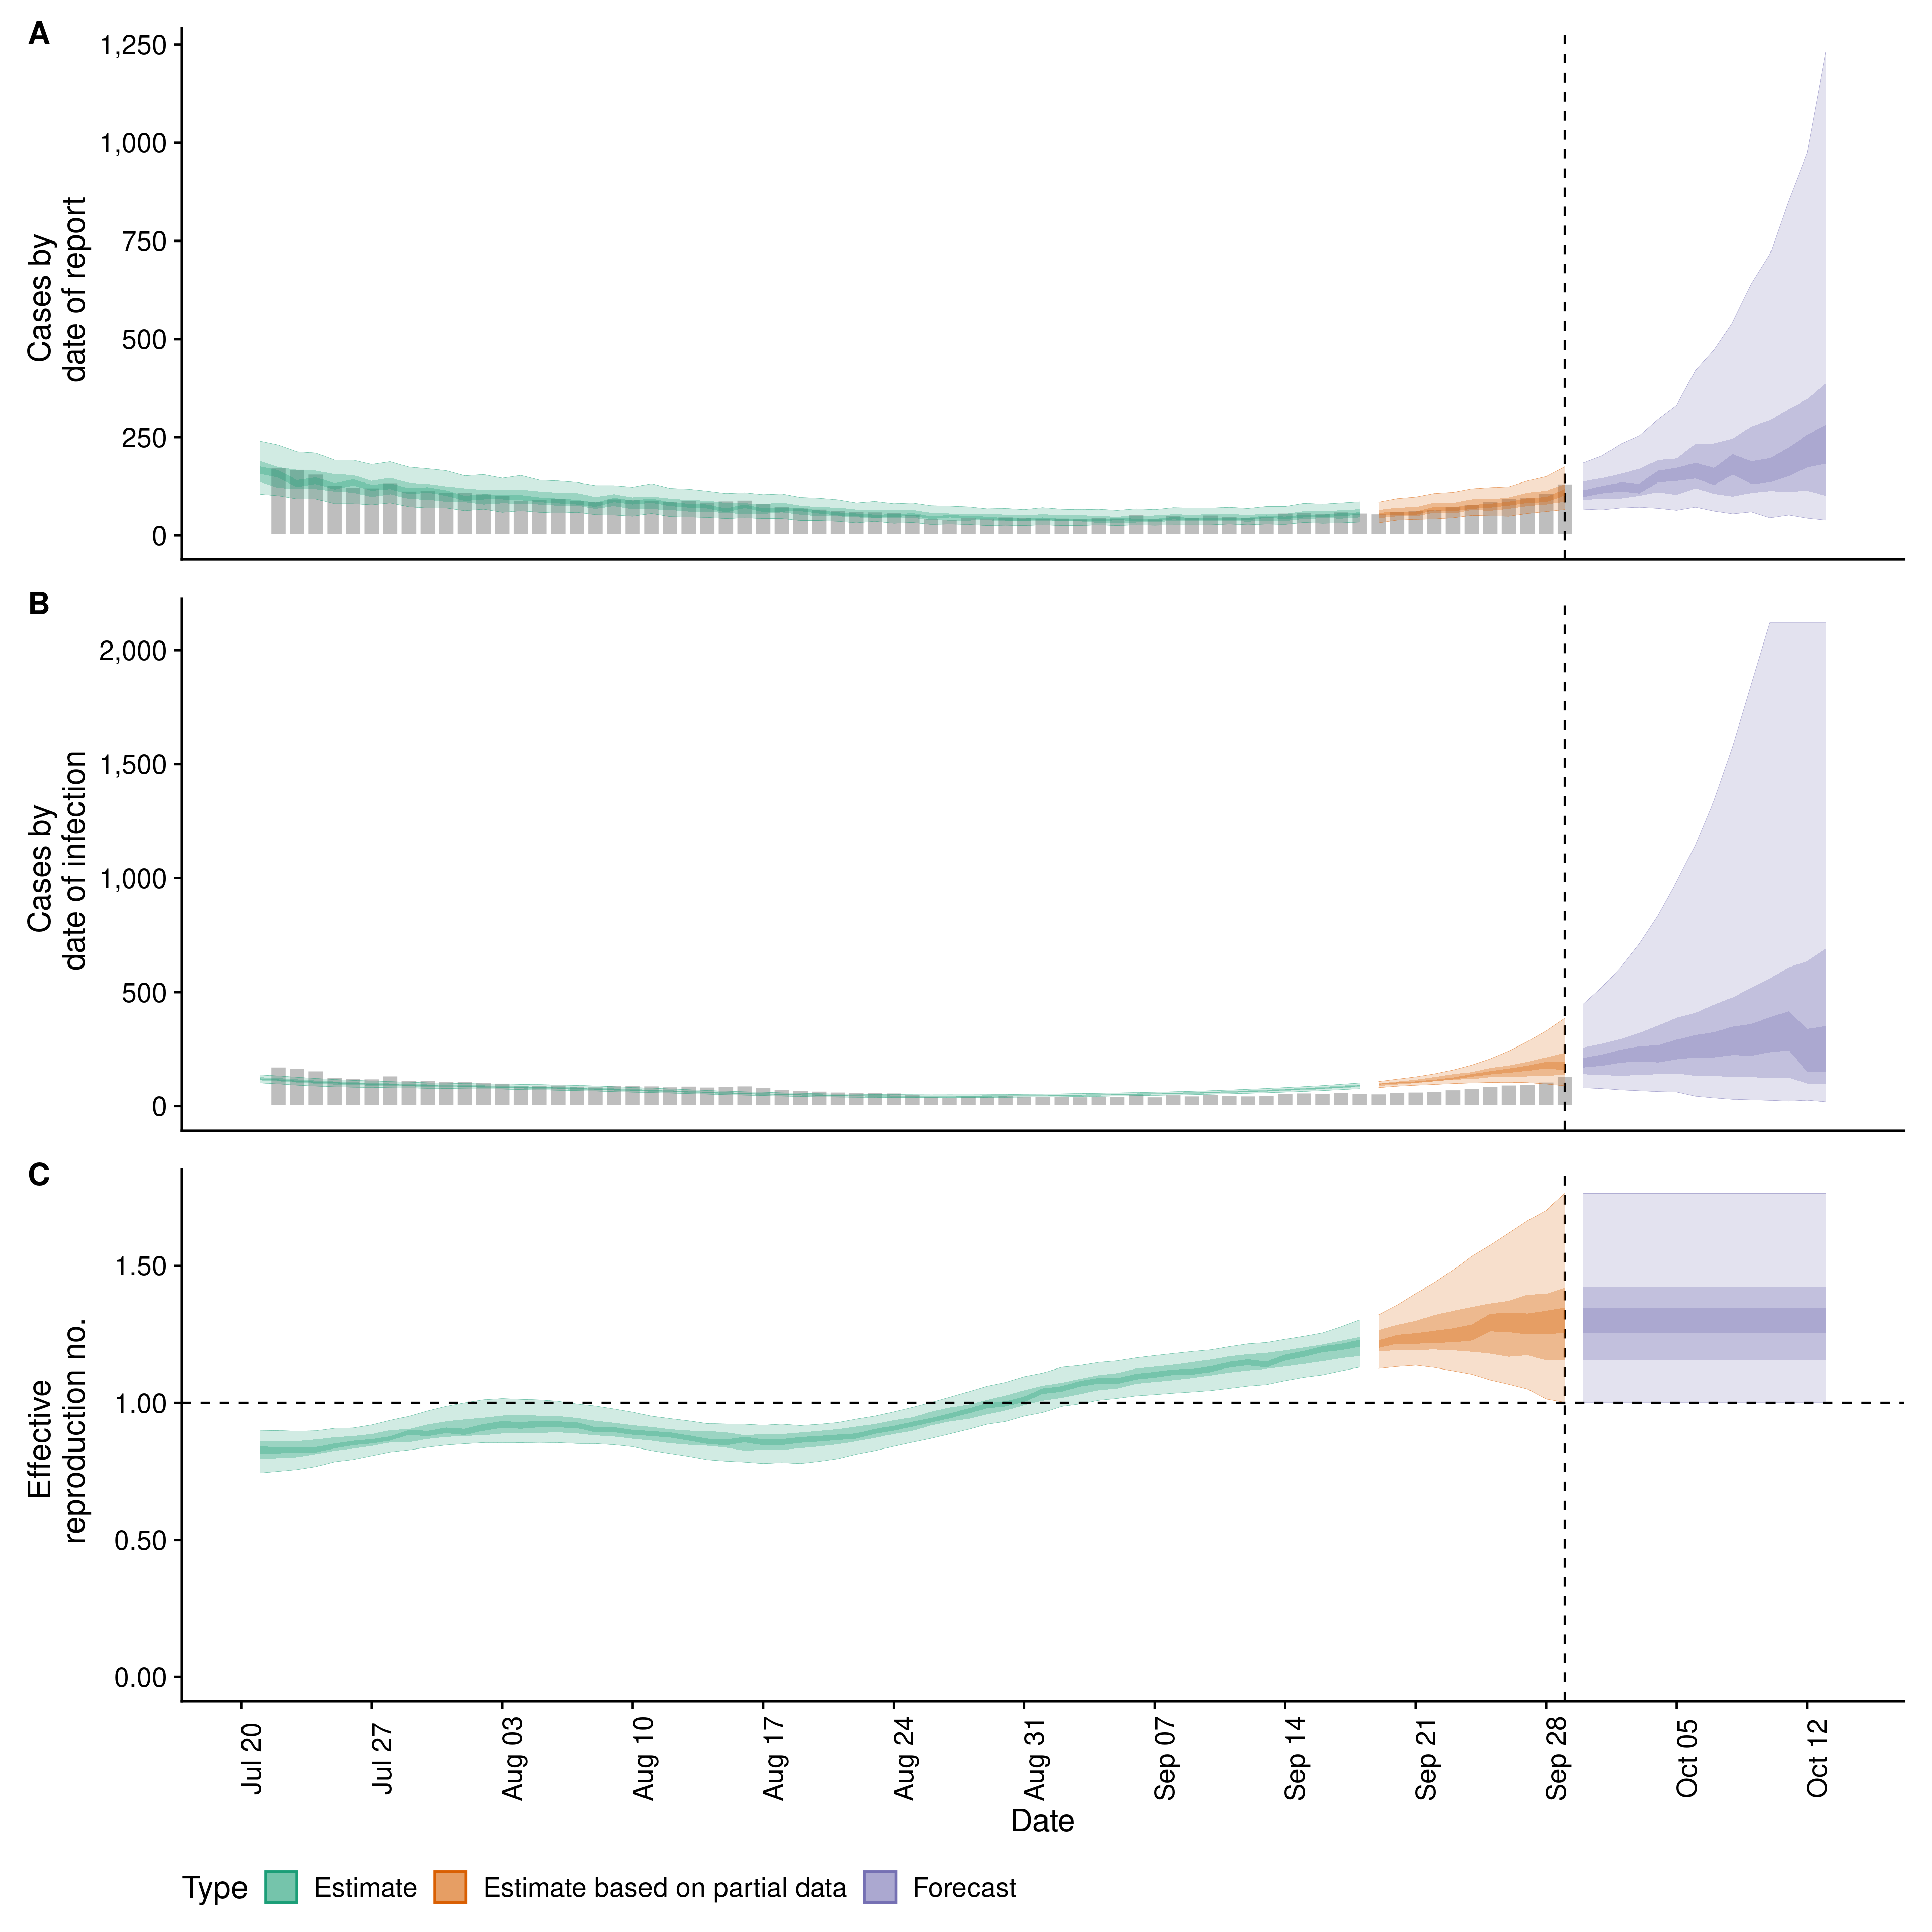 A
1,250
1,000
750
500
250
0
Cases by
date of report
B
2,000
1,500
1,000
500
0
Cases by
date of infection
C
1.50
1.00
0.50
0.00
Effective
reproduction no.
Jul 20
Jul 27
Aug 03
Aug 10
Aug 17
Aug 24
Aug 31
Sep 07
Sep 14
Sep 21
Sep 28
Oct 05
Oct 12
Date
Type Estimate Estimate based on partial data Forecast